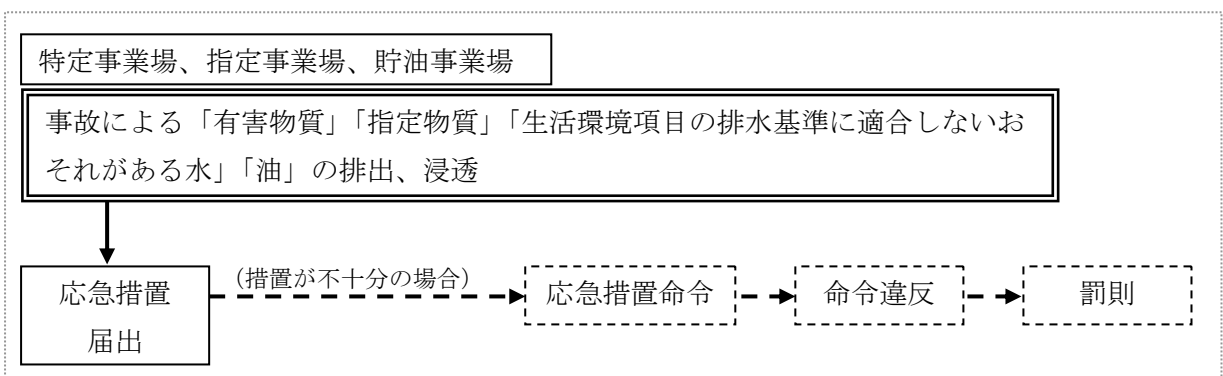 特定事業場、指定事業場、貯油事業場
事故による「有害物質」「指定物質」「生活環境項目の排水基準に適合しないお
それがある水」「油」の排出、浸透
応急措置
届出
（措置が不十分の場合）
応急措置命令
命令違反
罰則